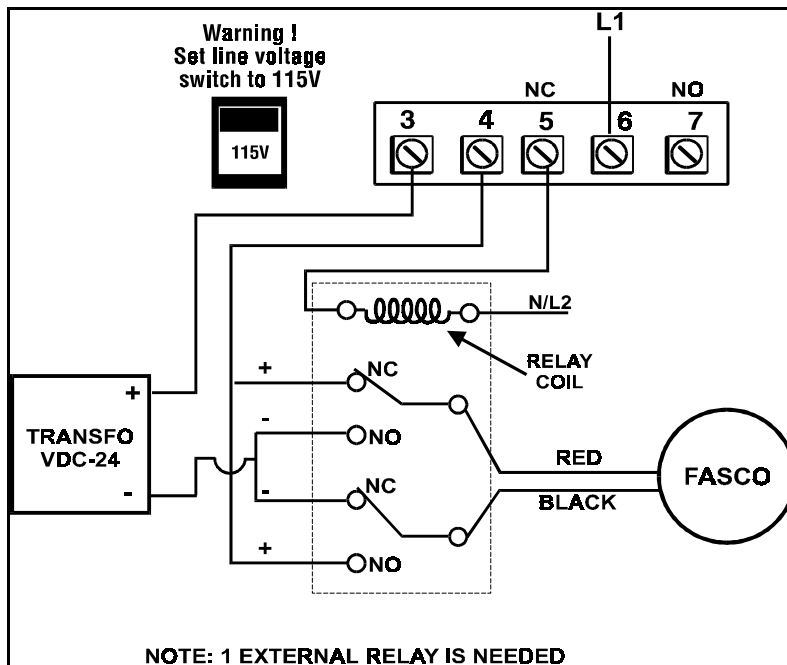 Warning !
Set line voltage
switch to 115V
115V
L1
NC
NO
3 4 5 6 7
N/L2
RELAY
COIL
+
NC
-
NO
-
NC
+
NO
+
TRANSFO
VDC-24
-
RED
BLACK
FASCO
NOTE: 1 EXTERNAL RELAY IS NEEDED